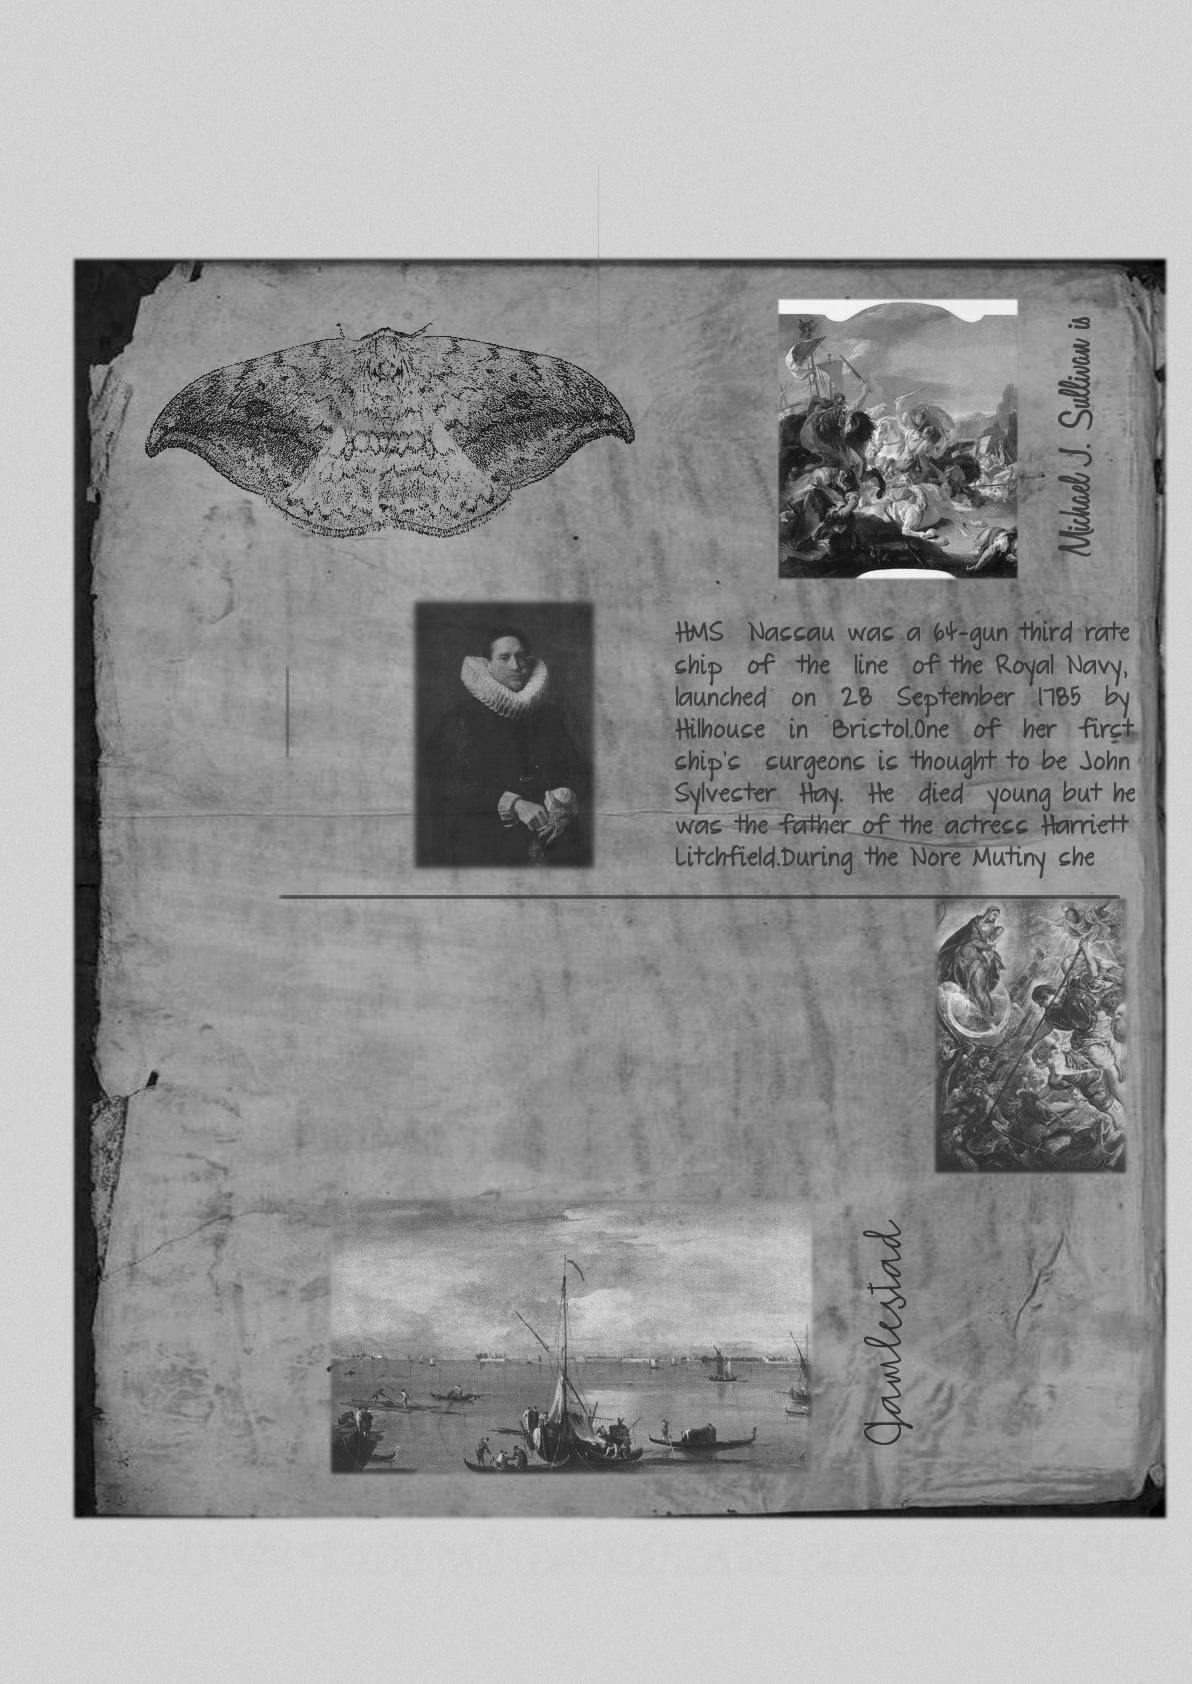 Michael J. Sullivan is
HMS Nassau was a 64-gun third rate
ship of the line of the Royal Navy,
launched on 28 September 1785 by
Hilhouse in Bristol.One of her first
ship's surgeons is thought to be John
Sylvester Hay. He died young but he
was the father of the actress Harriett
Litchfield.During the Nore Mutiny she
Jamlestad